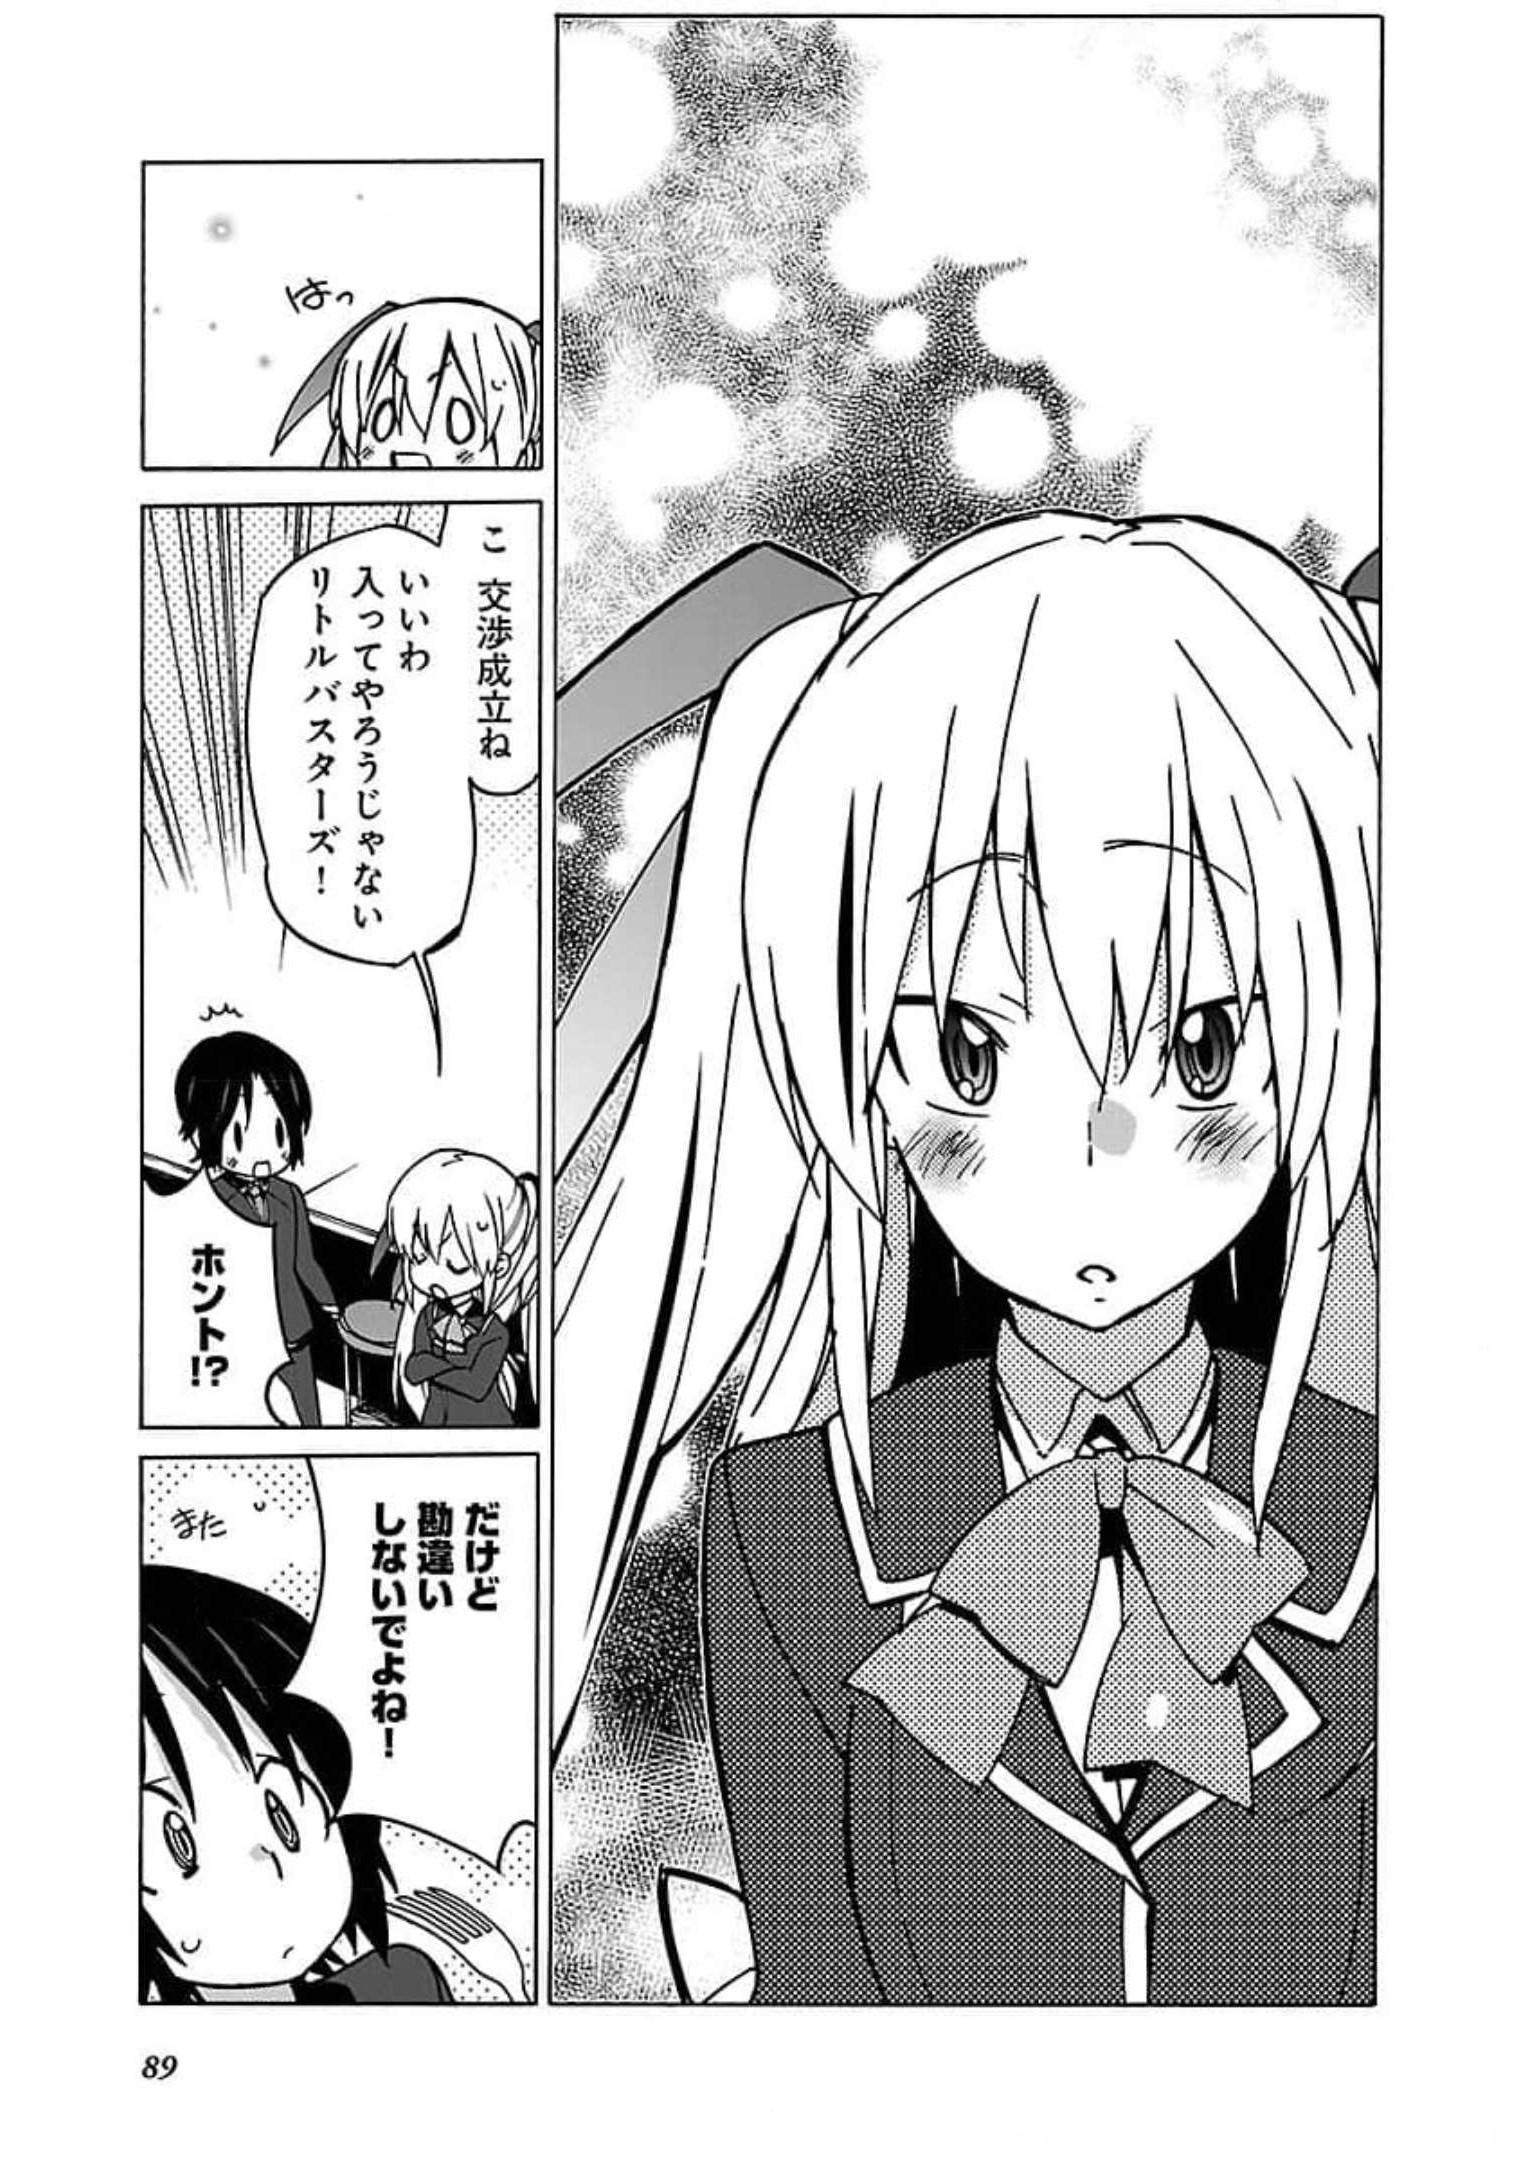 はっ
こ 交渉成立ね
いいわ
入ってやろうじゃない
リトルバスターズ！
ホント!?
だけど
勘違い
しないでよね！
また
89